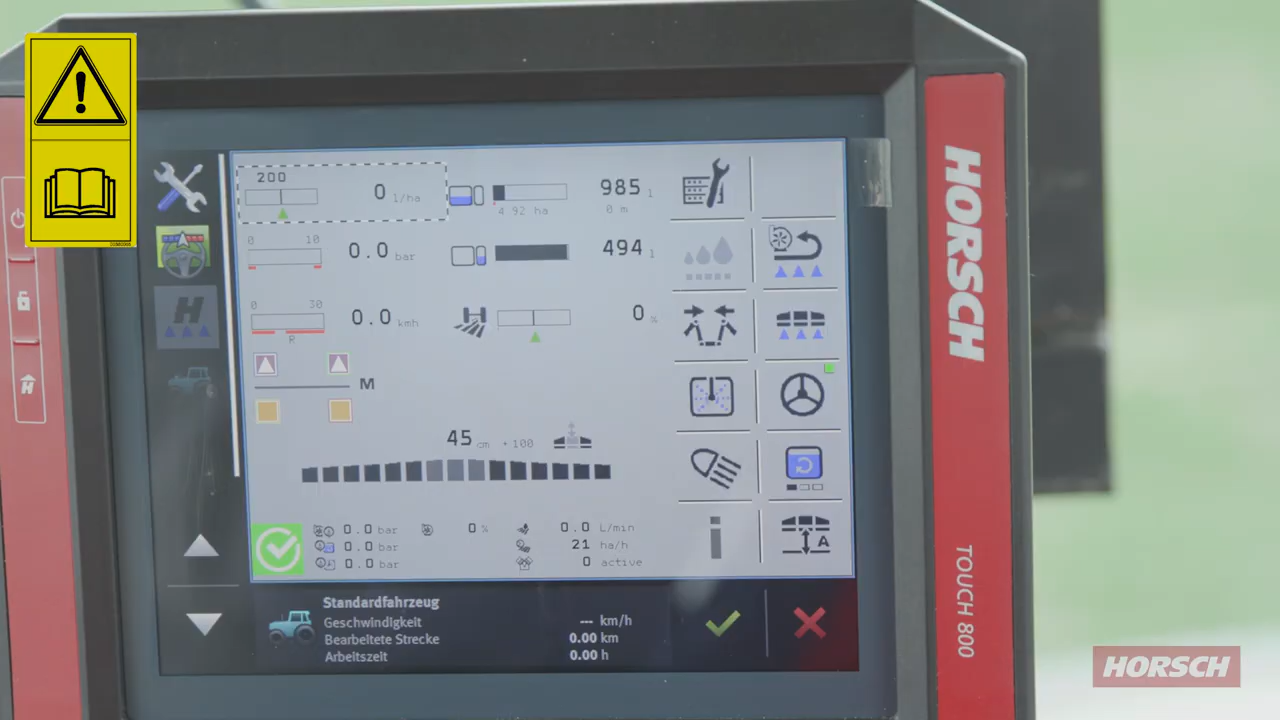 200
0 l/ha
985 l
4.92 ha
0 m
0 10
0.0 bar
494 l
0 30
0.0 kmh
R
0 %
M
45 cm +100
0.0 bar
0 %
0.0 L/min
0.0 bar
21 ha/h
0.0 bar
0 active
A
H
H
i
Standardfahrzeug
Geschwindigkeit --- km/h
Bearbeitete Strecke 0.00 km
Arbeitszeit 0.00 h
HORSCH
TOUCH 800
HORSCH